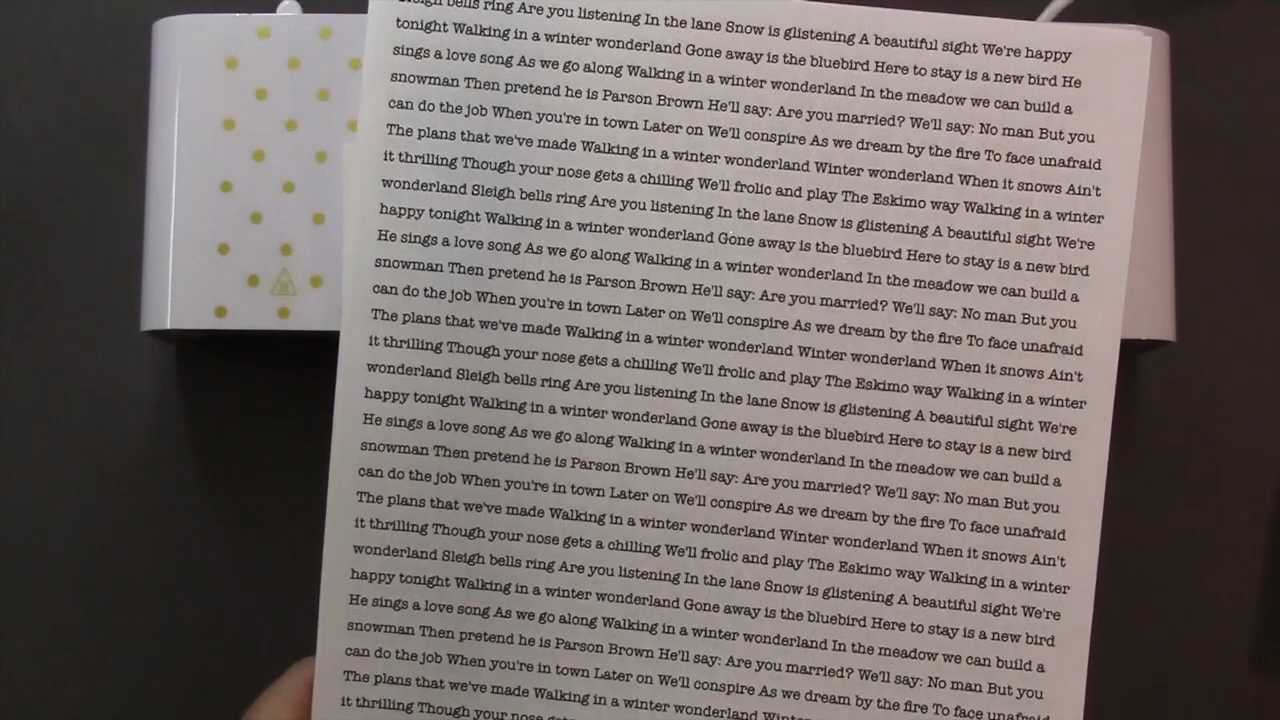 bells ring Are you listening In the lane Snow is glistening A beautiful sight We're happy
tonight Walking in a winter wonderland Gone away is the bluebird Here to stay is a new bird He
sings a love song As we go along Walking in a winter wonderland In the meadow we can build a
snowman Then pretend he is Parson Brown He'll say: Are you married? We'll say: No man But you
can do the job When you're in town Later on We'll conspire As we dream by the fire To face unafraid
The plans that we've made Walking in a winter wonderland Winter wonderland When it snows Ain't
it thrilling Though your nose gets a chilling We'll frolic and play The Eskimo way Walking in a winter
wonderland Sleigh bells ring Are you listening In the lane Snow is glistening A beautiful sight We're
happy tonight Walking in a winter wonderland Gone away is the bluebird Here to stay is a new bird
He sings a love song As we go along Walking in a winter wonderland In the meadow we can build a
snowman Then pretend he is Parson Brown He'll say: Are you married? We'll say: No man But you
can do the job When you're in town Later on We'll conspire As we dream by the fire To face unafraid
The plans that we've made Walking in a winter wonderland Winter wonderland When it snows Ain't
it thrilling Though your nose gets a chilling We'll frolic and play The Eskimo way Walking in a winter
wonderland Sleigh bells ring Are you listening In the lane Snow is glistening A beautiful sight We're
happy tonight Walking in a winter wonderland Gone away is the bluebird Here to stay is a new bird
He sings a love song As we go along Walking in a winter wonderland In the meadow we can build a
snowman Then pretend he is Parson Brown He'll say: Are you married? We'll say: No man But you
can do the job When you're in town Later on We'll conspire As we dream by the fire To face unafraid
The plans that we've made Walking in a winter wonderland Winter wonderland When it snows Ain't
it thrilling Though your nose gets a chilling We'll frolic and play The Eskimo way Walking in a winter
wonderland Sleigh bells ring Are you listening In the lane Snow is glistening A beautiful sight We're
happy tonight Walking in a winter wonderland Gone away is the bluebird Here to stay is a new bird
He sings a love song As we go along Walking in a winter wonderland In the meadow we can build a
snowman Then pretend he is Parson Brown He'll say: Are you married? We'll say: No man But you
can do the job When you're in town Later on We'll conspire As we dream by the fire To face unafraid
The plans that we've made Walking in a winter wonderland
it thrilling Though your nose